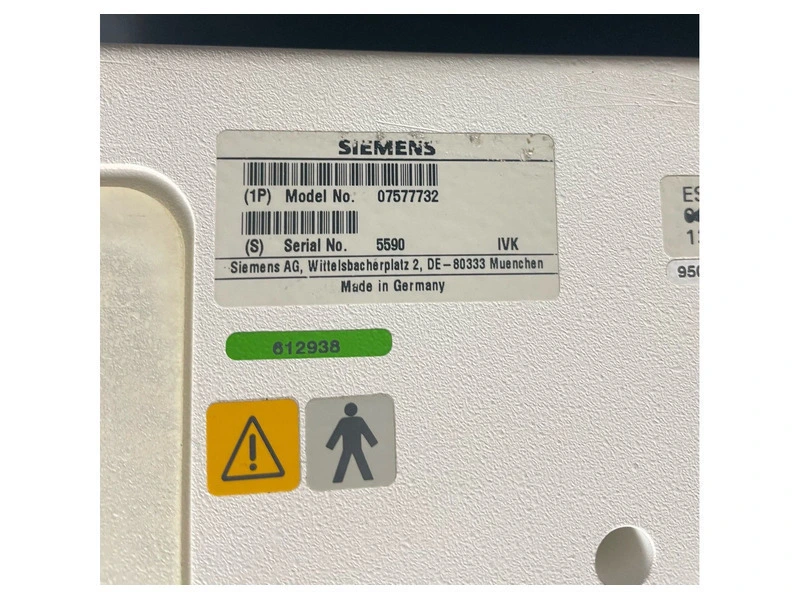 SIEMENS
(1P) Model No. 07577732
(S) Serial No. 5590 IVK
Siemens AG, Wittelsbacherplatz 2, DE-80333 Muenchen
Made in Germany
612938